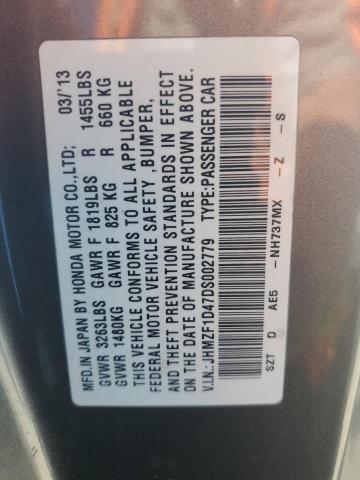 MFD.IN JAPAN BY HONDA MOTOR CO.,LTD; 03/'13
GVWR 3263LBS GAWR F 1819LBS R 1455LBS
GVWR 1480KG GAWR F 825 KG R 660 KG
THIS VEHICLE CONFORMS TO ALL APPLICABLE
FEDERAL MOTOR VEHICLE SAFETY ,BUMPER,
AND THEFT PREVENTION STANDARDS IN EFFECT
ON THE DATE OF MANUFACTURE SHOWN ABOVE.
V.I.N.: JHMZF1D47DS002779 TYPE:PASSENGER CAR
SZT D AE5 -NH737MX -Z -S